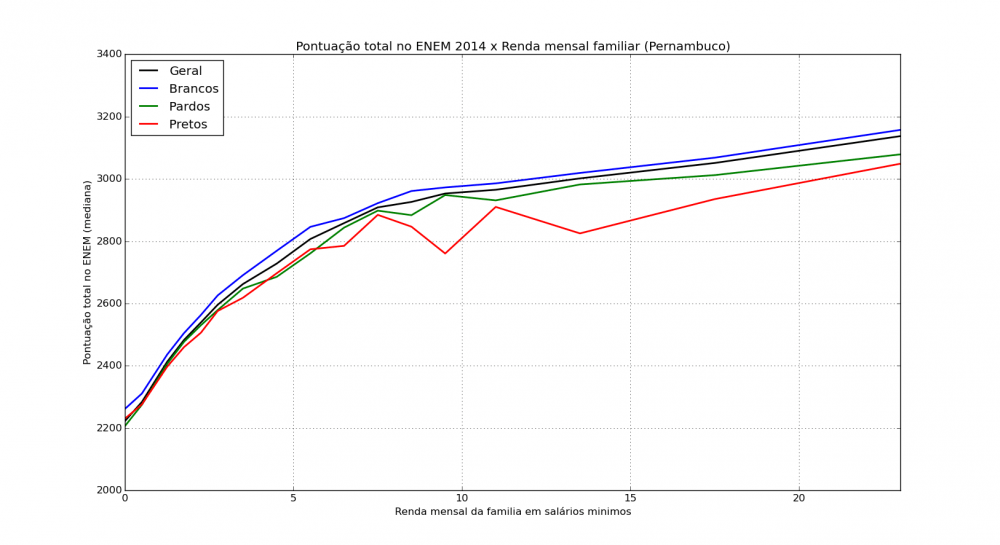 Pontuação total no ENEM 2014 x Renda mensal familiar (Pernambuco)
3400
3200
3000
2800
2600
2400
2200
2000
Pontuação total no ENEM (mediana)
Geral
Brancos
Pardos
Pretos
0
5
10
15
20
Renda mensal da familia em salários minimos